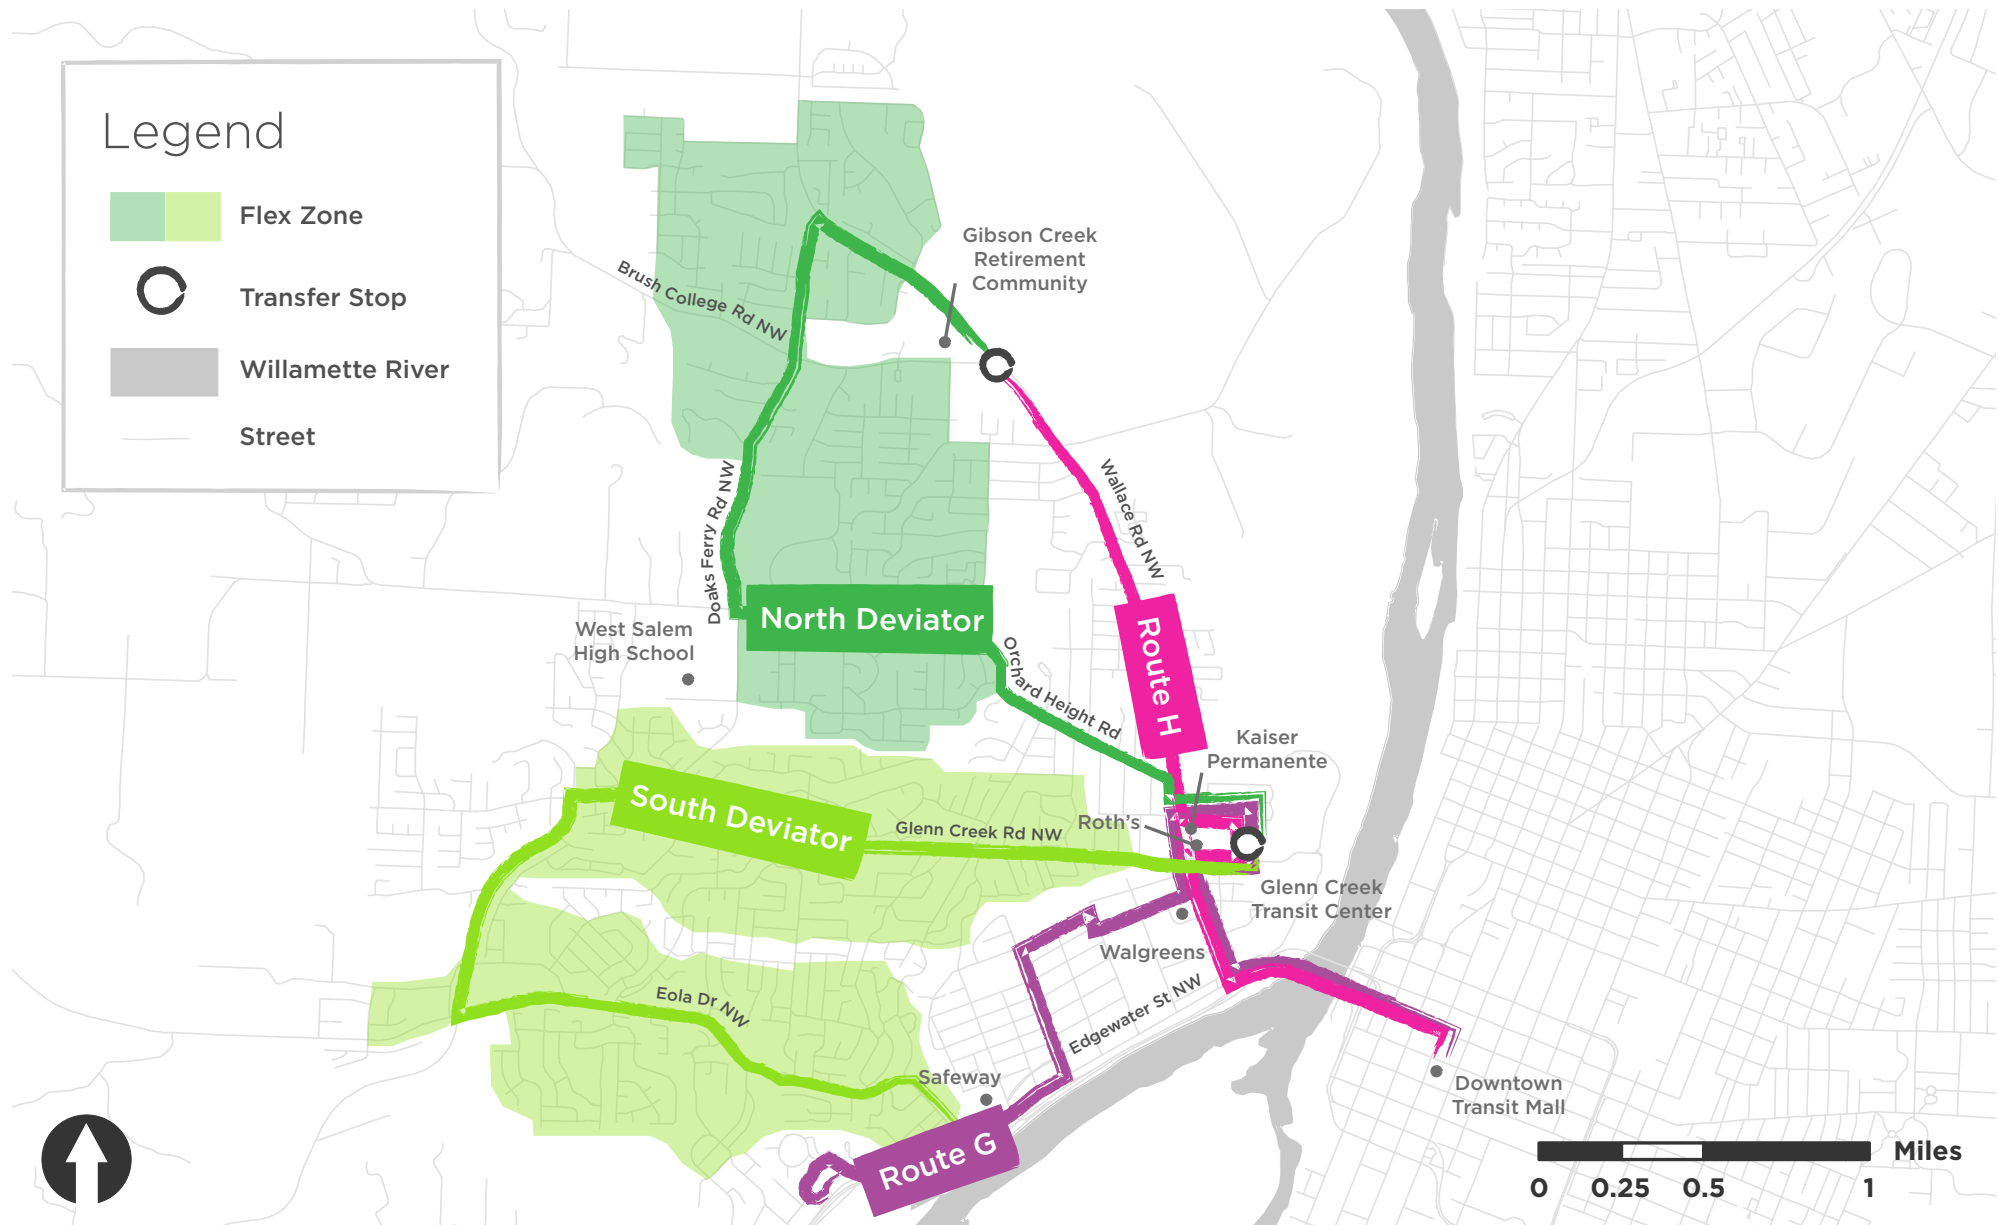 Legend
Flex Zone
Transfer Stop
Willamette River
Street
Gibson Creek
Retirement
Community
Brush College Rd NW
Wallace Rd NW
Doaks Ferry Rd NW
North Deviator
West Salem
High School
Orchard Height Rd
Route H
Kaiser
Permanente
South Deviator
Glenn Creek Rd NW
Roth's
Glenn Creek
Transit Center
Walgreens
Eola Dr NW
Edgewater St NW
Safeway
Downtown
Transit Mall
Route G
Miles
0 0.25 0.5 1